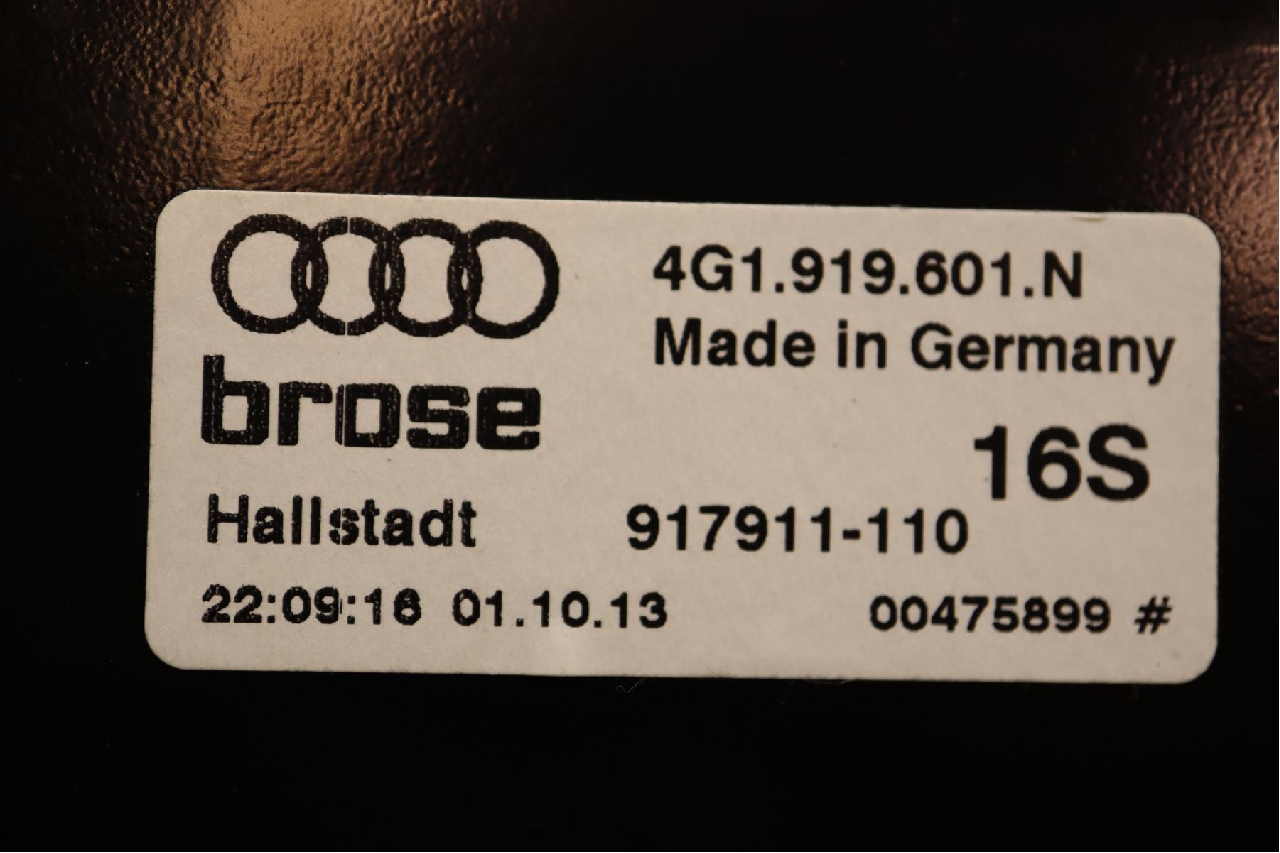 4G1.919.601.N
Made in Germany
brose
16S
Hallstadt 917911-110
22:09:16 01.10.13 00475899 #